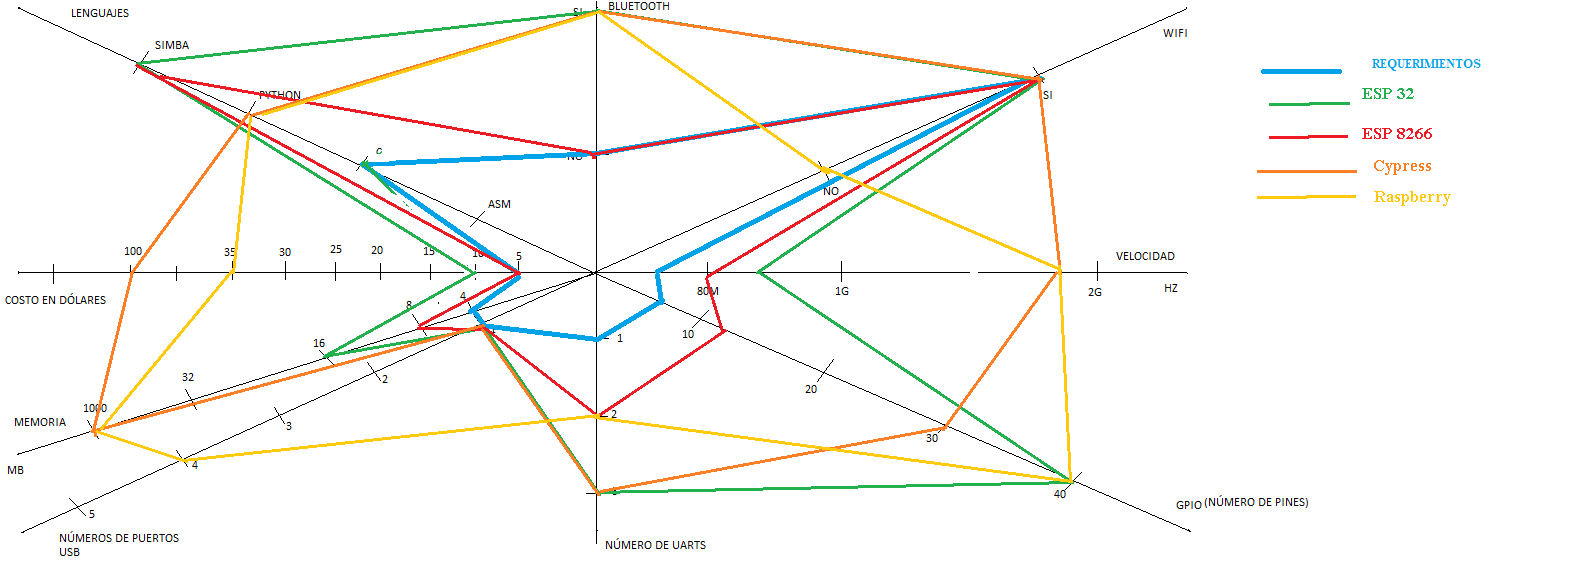 BLUETOOTH
LENGUAJES
SI
WIFI
SIMBA
REQUERIMIENTOS
ESP 32
PYTHON
SI
ESP 8266
C
NO
Cypress
NO
Raspberry
ASM
100
35
30
25
20
15
10
5
VELOCIDAD
COSTO EN DÓLARES
80M
1G
2G
HZ
4
8
10
1
16
2
20
32
1000
2
MEMORIA
3
30
MB
4
40
5
GPIO (NÚMERO DE PINES)
NÚMEROS DE PUERTOS
USB
NÚMERO DE UARTS